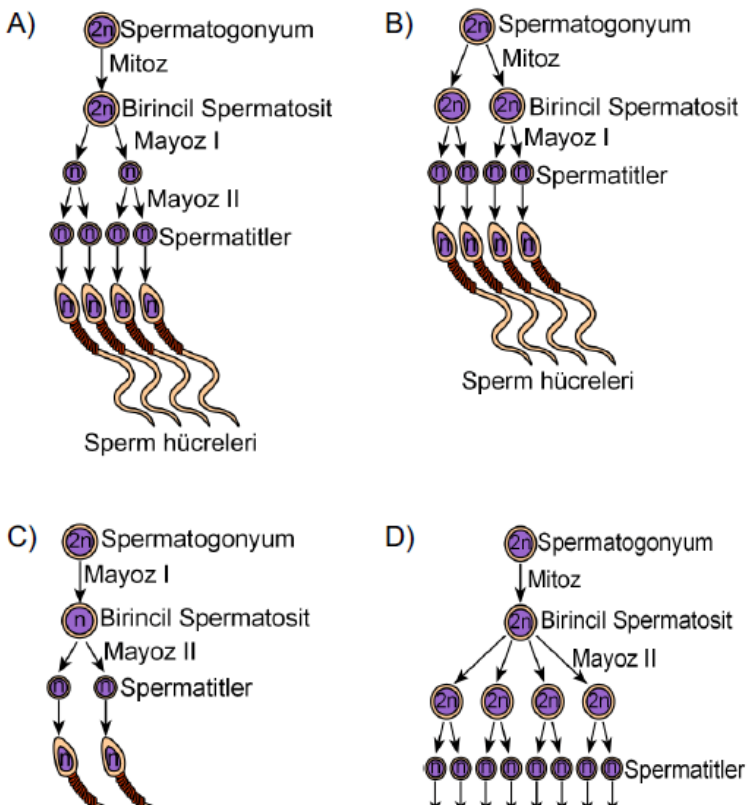 A)
2n Spermatogonyum
Mitoz
2n Birincil Spermatosit
Mayoz I
n n
Mayoz II
n n n n Spermatitler
n n n n
Sperm hücreleri
B)
2n Spermatogonyum
Mitoz
2n 2n Birincil Spermatosit
Mayoz I
n n n n Spermatitler
n n n n
Sperm hücreleri
C)
2n Spermatogonyum
Mayoz I
n Birincil Spermatosit
Mayoz II
n n Spermatitler
n n
D)
2n Spermatogonyum
Mitoz
2n Birincil Spermatosit
Mayoz II
2n 2n 2n 2n
n n n n n n n n Spermatitler